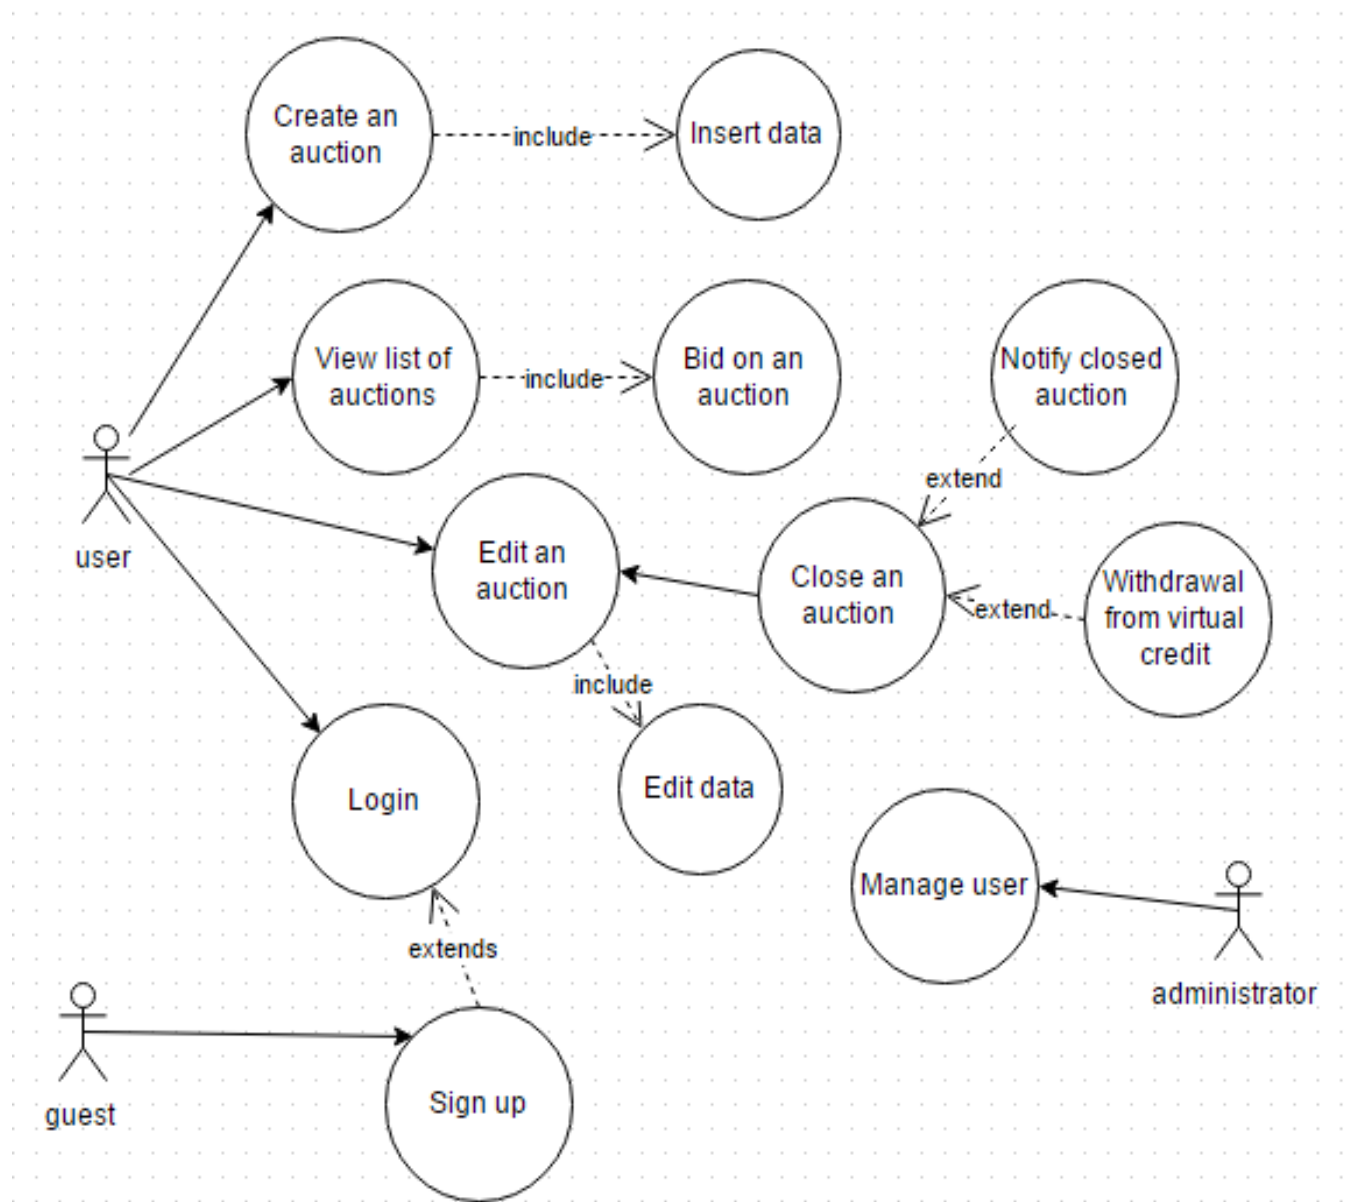 Create an
auction
include
Insert data
View list of
auctions
include
Bid on an
auction
Notify closed
auction
extend
user
Edit an
auction
Close an
auction
extend
Withdrawal
from virtual
credit
include
Login
Edit data
Manage user
extends
administrator
guest
Sign up